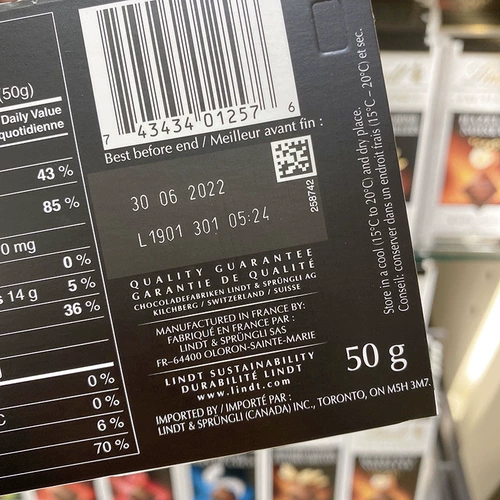 (50g)
Daily Value
quotidienne
43 %
85 %
0 mg
0 %
14 g 5 %
36 %
0 %
0 %
6 %
70 %
7 43434 01257 6
Best before end / Meilleur avant fin :
30 06 2022
L1901 301 05:24
258742
QUALITY GUARANTEE
GARANTIE DE QUALITÉ
CHOCOLADEFABRIKEN LINDT & SPRÜNGLI AG
KILCHBERG / SWITZERLAND / SUISSE
MANUFACTURED IN FRANCE BY:
FABRIQUÉ EN FRANCE PAR :
LINDT & SPRÜNGLI SAS
FR–64400 OLORON-SAINTE-MARIE
LINDT SUSTAINABILITY
DURABILITÉ LINDT
www.lindt.com
50 g
IMPORTED BY / IMPORTÉ PAR :
LINDT & SPRÜNGLI (CANADA) INC., TORONTO, ON M5H 3M7.
Store in a cool (15°C to 20°C) and dry place.
Conseil: conserver dans un endroit frais (15°C – 20°C) et sec.